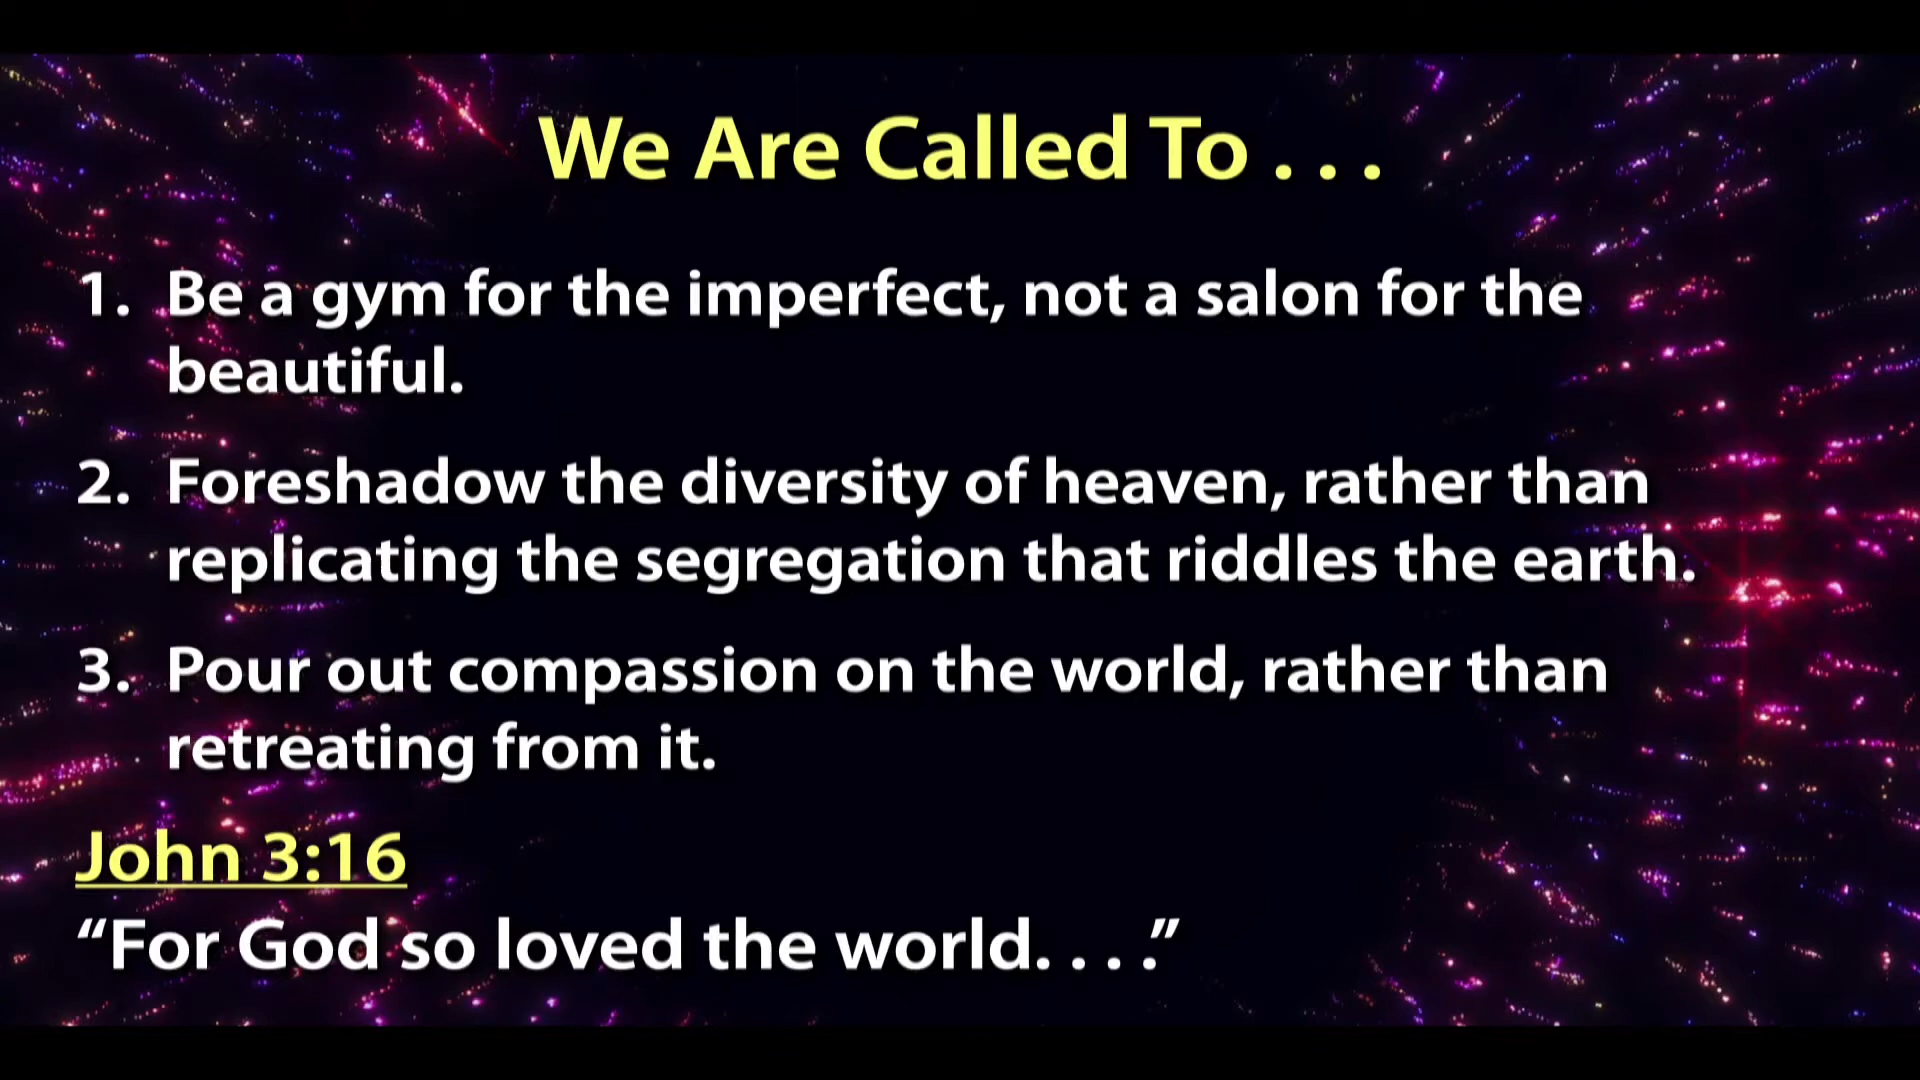 We Are Called To . . .
1. Be a gym for the imperfect, not a salon for the
beautiful.
2. Foreshadow the diversity of heaven, rather than
replicating the segregation that riddles the earth.
3. Pour out compassion on the world, rather than
retreating from it.
John 3:16
“For God so loved the world. . . .”